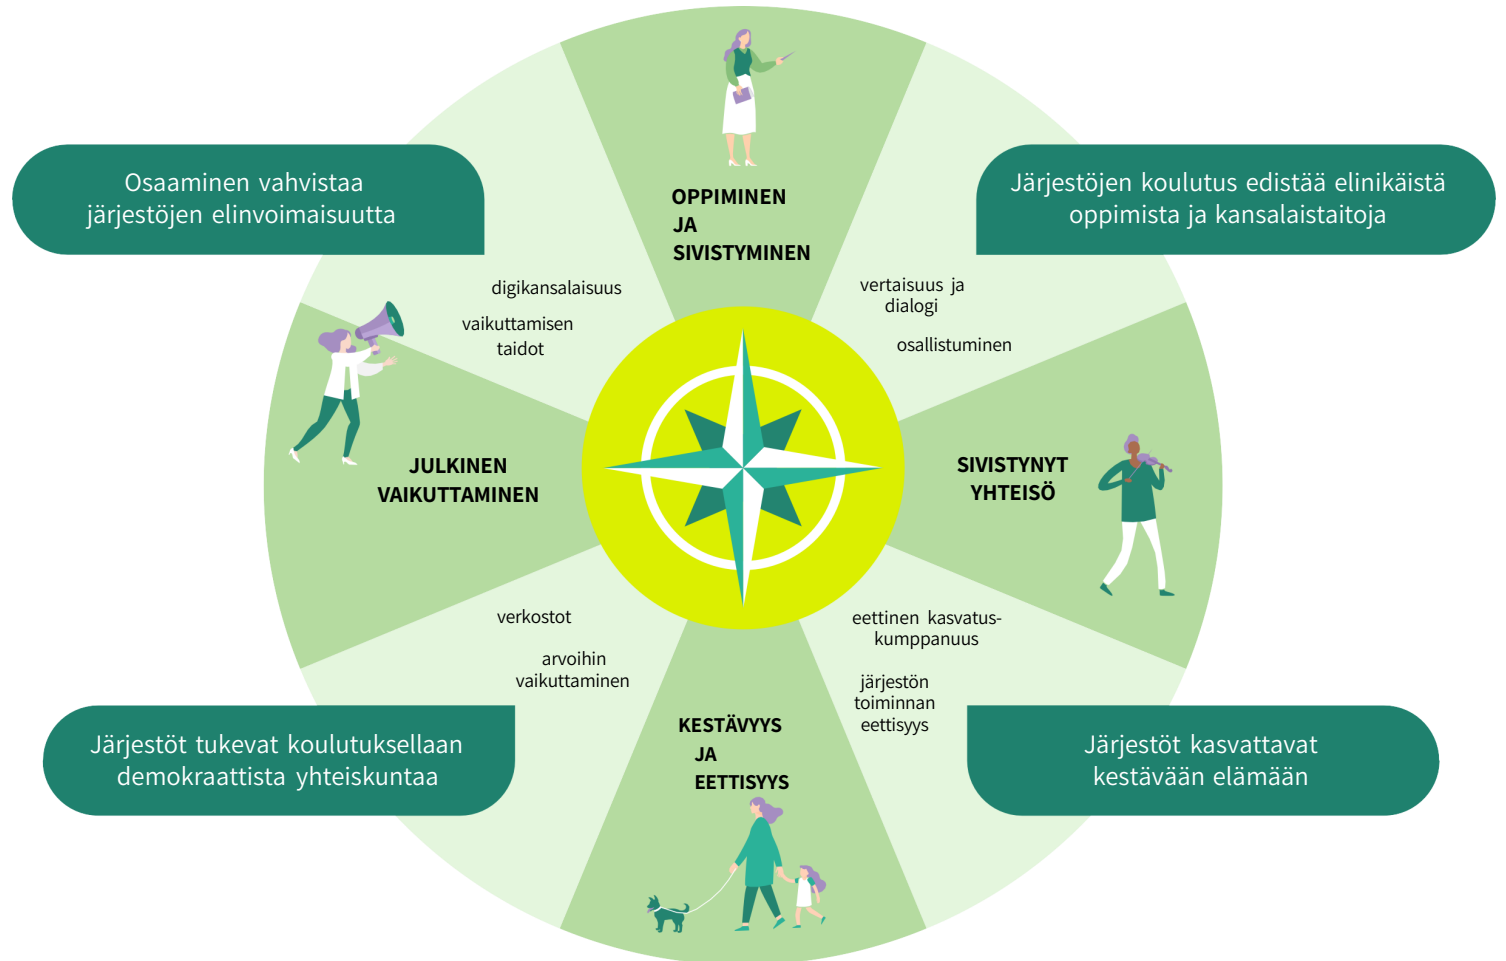 OPPIMINEN
JA
SIVISTYMINEN
Osaaminen vahvistaa
järjestöjen elinvoimaisuutta
Järjestöjen koulutus edistää elinikäistä
oppimista ja kansalaistaitoja
digikansalaisuus
vaikuttamisen
taidot
vertaisuus ja
dialogi
osallistuminen
JULKINEN
VAIKUTTAMINEN
SIVISTYNYT
YHTEISÖ
verkostot
arvoihin
vaikuttaminen
eettinen kasvatus-
kumppanuus
järjestön
toiminnan
eettisyys
KESTÄVYYS
JA
EETTISYYS
Järjestöt tukevat koulutuksellaan
demokraattista yhteiskuntaa
Järjestöt kasvattavat
kestävään elämään